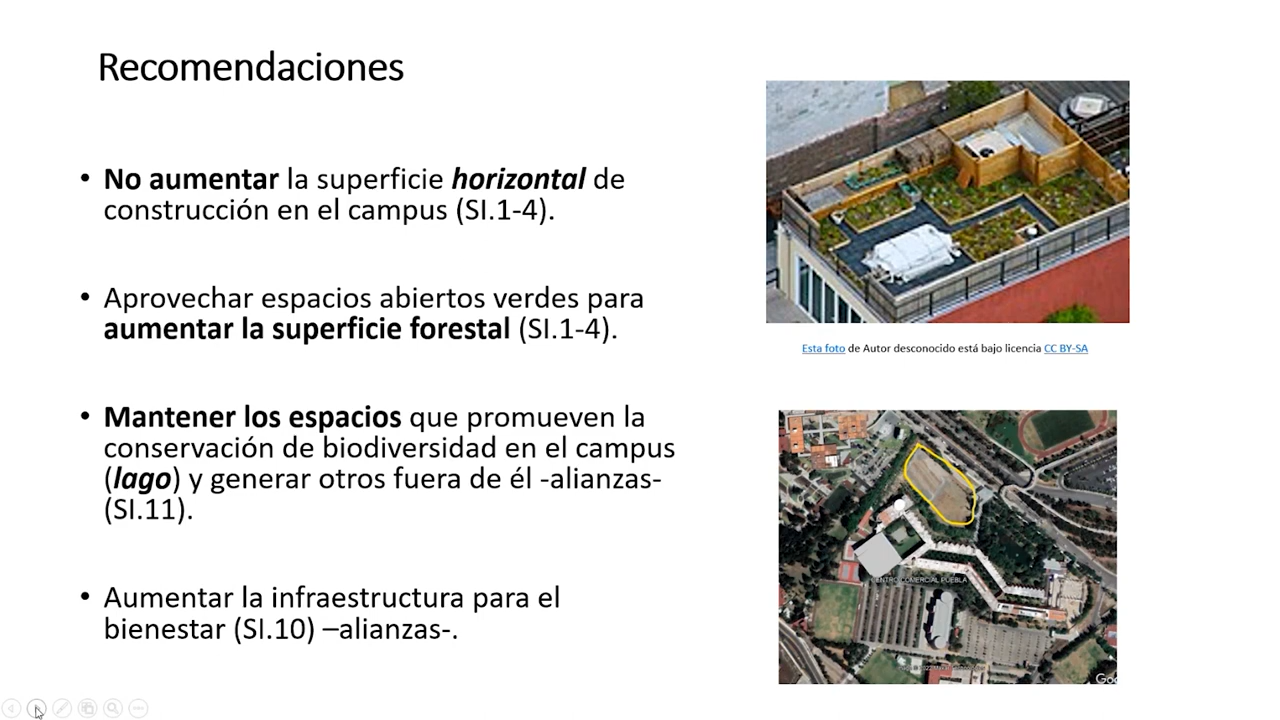 Recomendaciones
• No aumentar la superficie horizontal de
construcción en el campus (SI.1-4).
• Aprovechar espacios abiertos verdes para
aumentar la superficie forestal (SI.1-4).
• Mantener los espacios que promueven la
conservación de biodiversidad en el campus
(lago) y generar otros fuera de él -alianzas-
(SI.11).
• Aumentar la infraestructura para el
bienestar (SI.10) –alianzas-.
Esta foto de Autor desconocido está bajo licencia CC BY-SA
CENTRO COMERCIAL PUEBLA
Goo